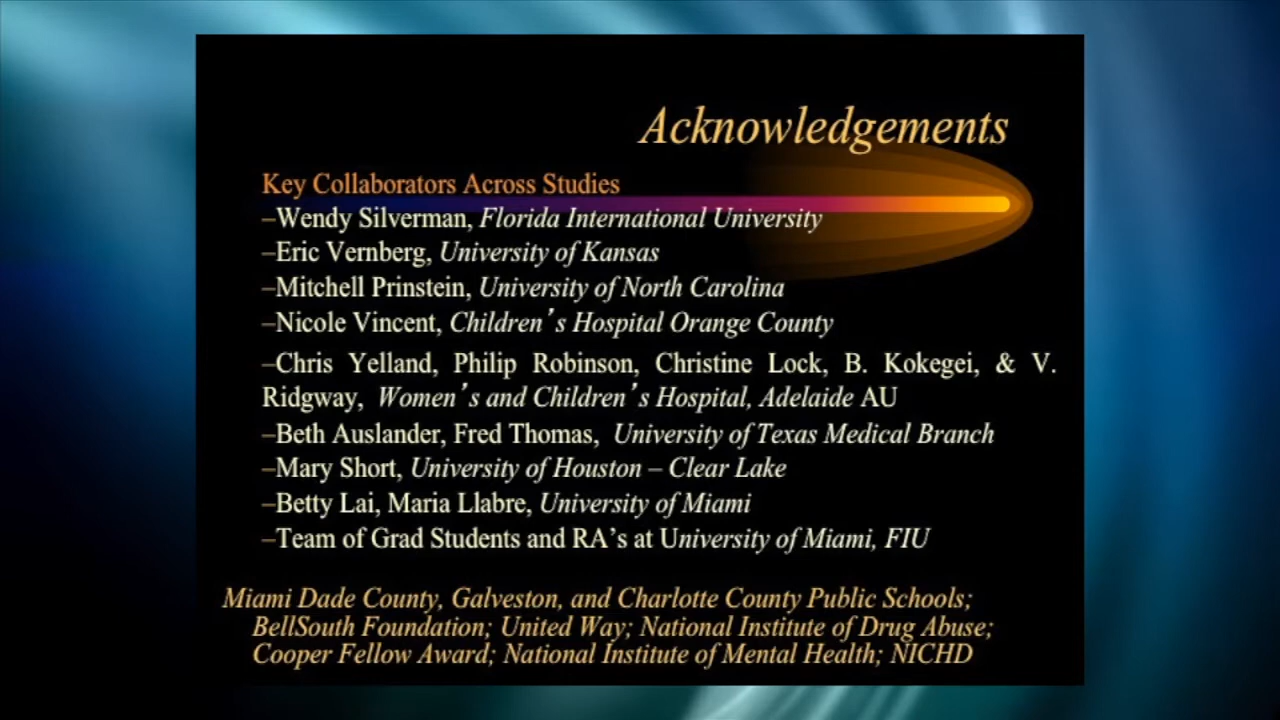 Acknowledgements
Key Collaborators Across Studies
–Wendy Silverman, Florida International University
–Eric Vernberg, University of Kansas
–Mitchell Prinstein, University of North Carolina
–Nicole Vincent, Children’s Hospital Orange County
–Chris Yelland, Philip Robinson, Christine Lock, B. Kokegei, & V.
Ridgway, Women’s and Children’s Hospital, Adelaide AU
–Beth Auslander, Fred Thomas, University of Texas Medical Branch
–Mary Short, University of Houston – Clear Lake
–Betty Lai, Maria Llabre, University of Miami
–Team of Grad Students and RA’s at University of Miami, FIU
Miami Dade County, Galveston, and Charlotte County Public Schools;
BellSouth Foundation; United Way; National Institute of Drug Abuse;
Cooper Fellow Award; National Institute of Mental Health; NICHD